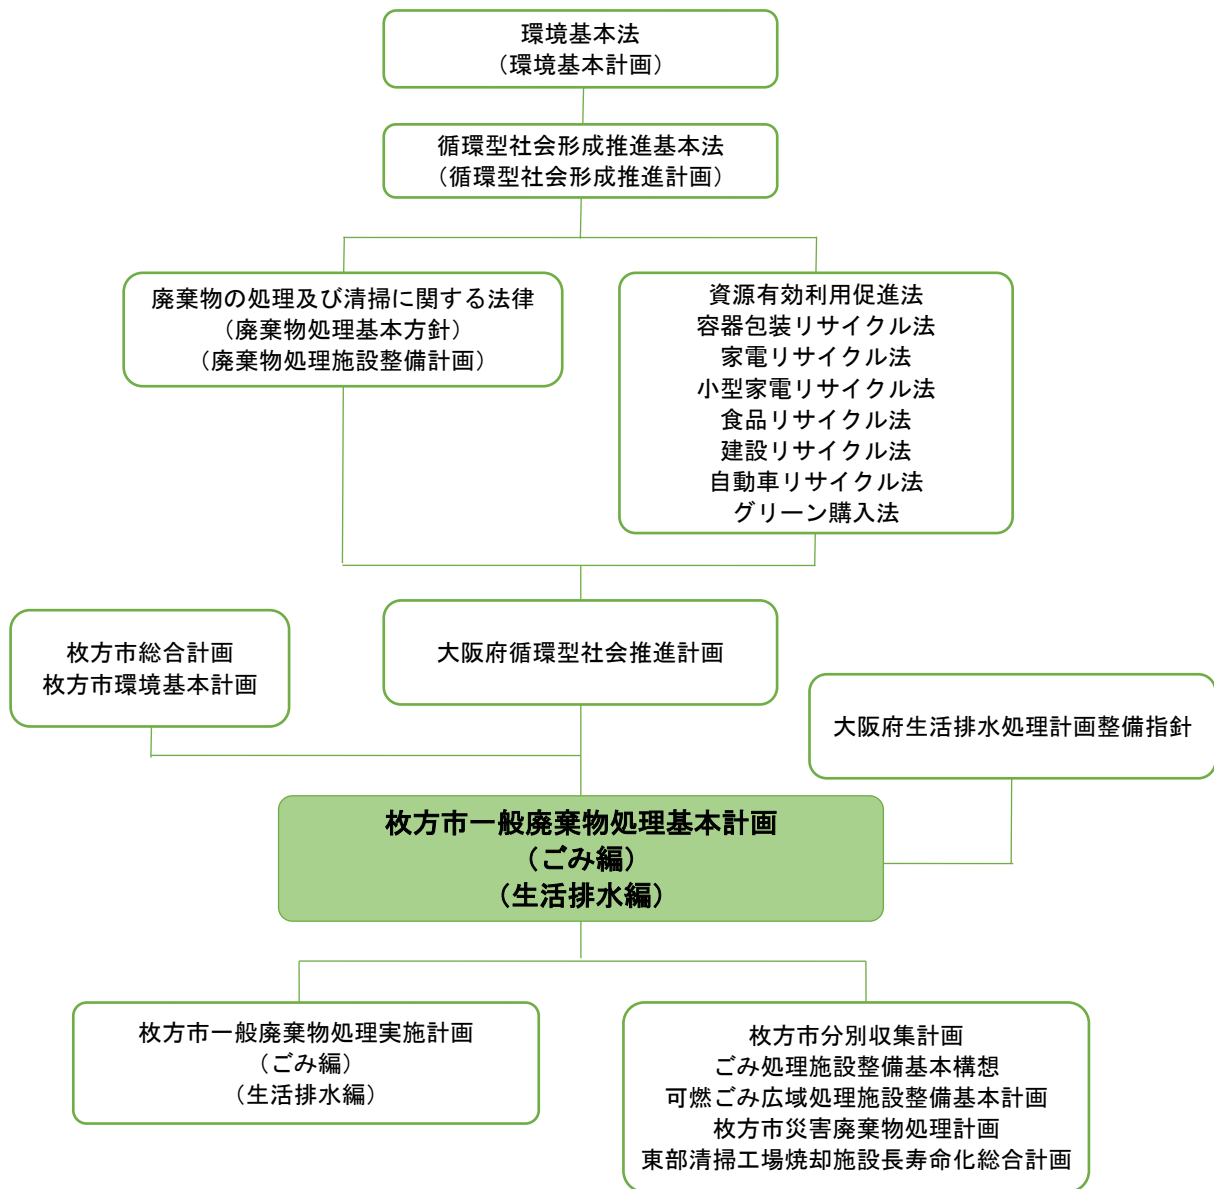 環境基本法
（環境基本計画）
循環型社会形成推進基本法
（循環型社会形成推進計画）
廃棄物の処理及び清掃に関する法律
（廃棄物処理基本方針）
（廃棄物処理施設整備計画）
資源有効利用促進法
容器包装リサイクル法
家電リサイクル法
小型家電リサイクル法
食品リサイクル法
建設リサイクル法
自動車リサイクル法
グリーン購入法
枚方市総合計画
枚方市環境基本計画
大阪府循環型社会推進計画
大阪府生活排水処理計画整備指針
枚方市一般廃棄物処理基本計画
（ごみ編）
（生活排水編）
枚方市一般廃棄物処理実施計画
（ごみ編）
（生活排水編）
枚方市分別収集計画
ごみ処理施設整備基本構想
可燃ごみ広域処理施設整備基本計画
枚方市災害廃棄物処理計画
東部清掃工場焼却施設長寿命化総合計画